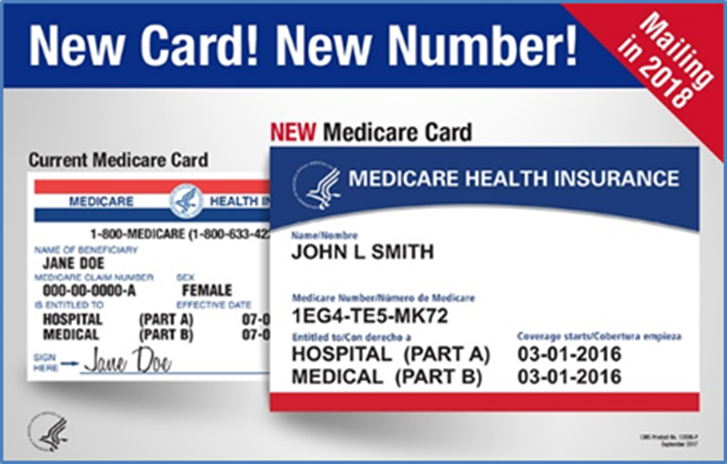 New Card! New Number!
Mailing
in 2018
Current Medicare Card
MEDICARE HEALTH IN
1-800-MEDICARE (1-800-633-422
NAME OF BENEFICIARY
JANE DOE
MEDICARE CLAIM NUMBER SEX
000-00-0000-A FEMALE
IS ENTITLED TO EFFECTIVE DATE
HOSPITAL (PART A) 07-0
MEDICAL (PART B) 07-0
SIGN
HERE
Jane Doe
NEW Medicare Card
MEDICARE HEALTH INSURANCE
Name/Nombre
JOHN L SMITH
Medicare Number/Número de Medicare
1EG4-TE5-MK72
Entitled to/Con derecho a Coverage starts/Cobertura empieza
HOSPITAL (PART A) 03-01-2016
MEDICAL (PART B) 03-01-2016
CMS Product No.
September 2017